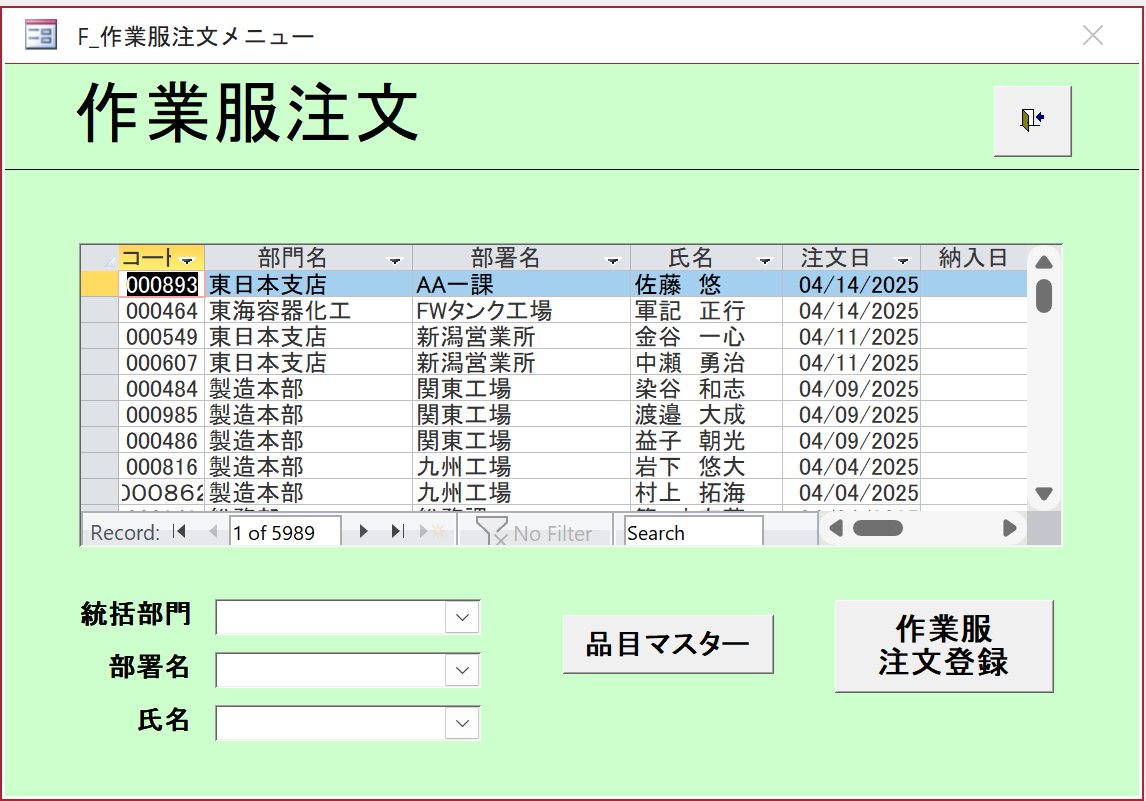 F_作業服注文メニュー
作業服注文
コード 部門名 部署名 氏名 注文日 納入日
000893 東日本支店 AA一課 佐藤 悠 04/14/2025
000464 東海容器化工 FWタンク工場 軍記 正行 04/14/2025
000549 東日本支店 新潟営業所 金谷 一心 04/11/2025
000607 東日本支店 新潟営業所 中瀬 勇治 04/11/2025
000484 製造本部 関東工場 染谷 和志 04/09/2025
000985 製造本部 関東工場 渡邉 大成 04/09/2025
000486 製造本部 関東工場 益子 朝光 04/09/2025
000816 製造本部 九州工場 岩下 悠大 04/04/2025
000862 製造本部 九州工場 村上 拓海 04/04/2025
Record: 1 of 5989 No Filter Search
統括部門
部署名
氏名
品目マスター
作業服
注文登録